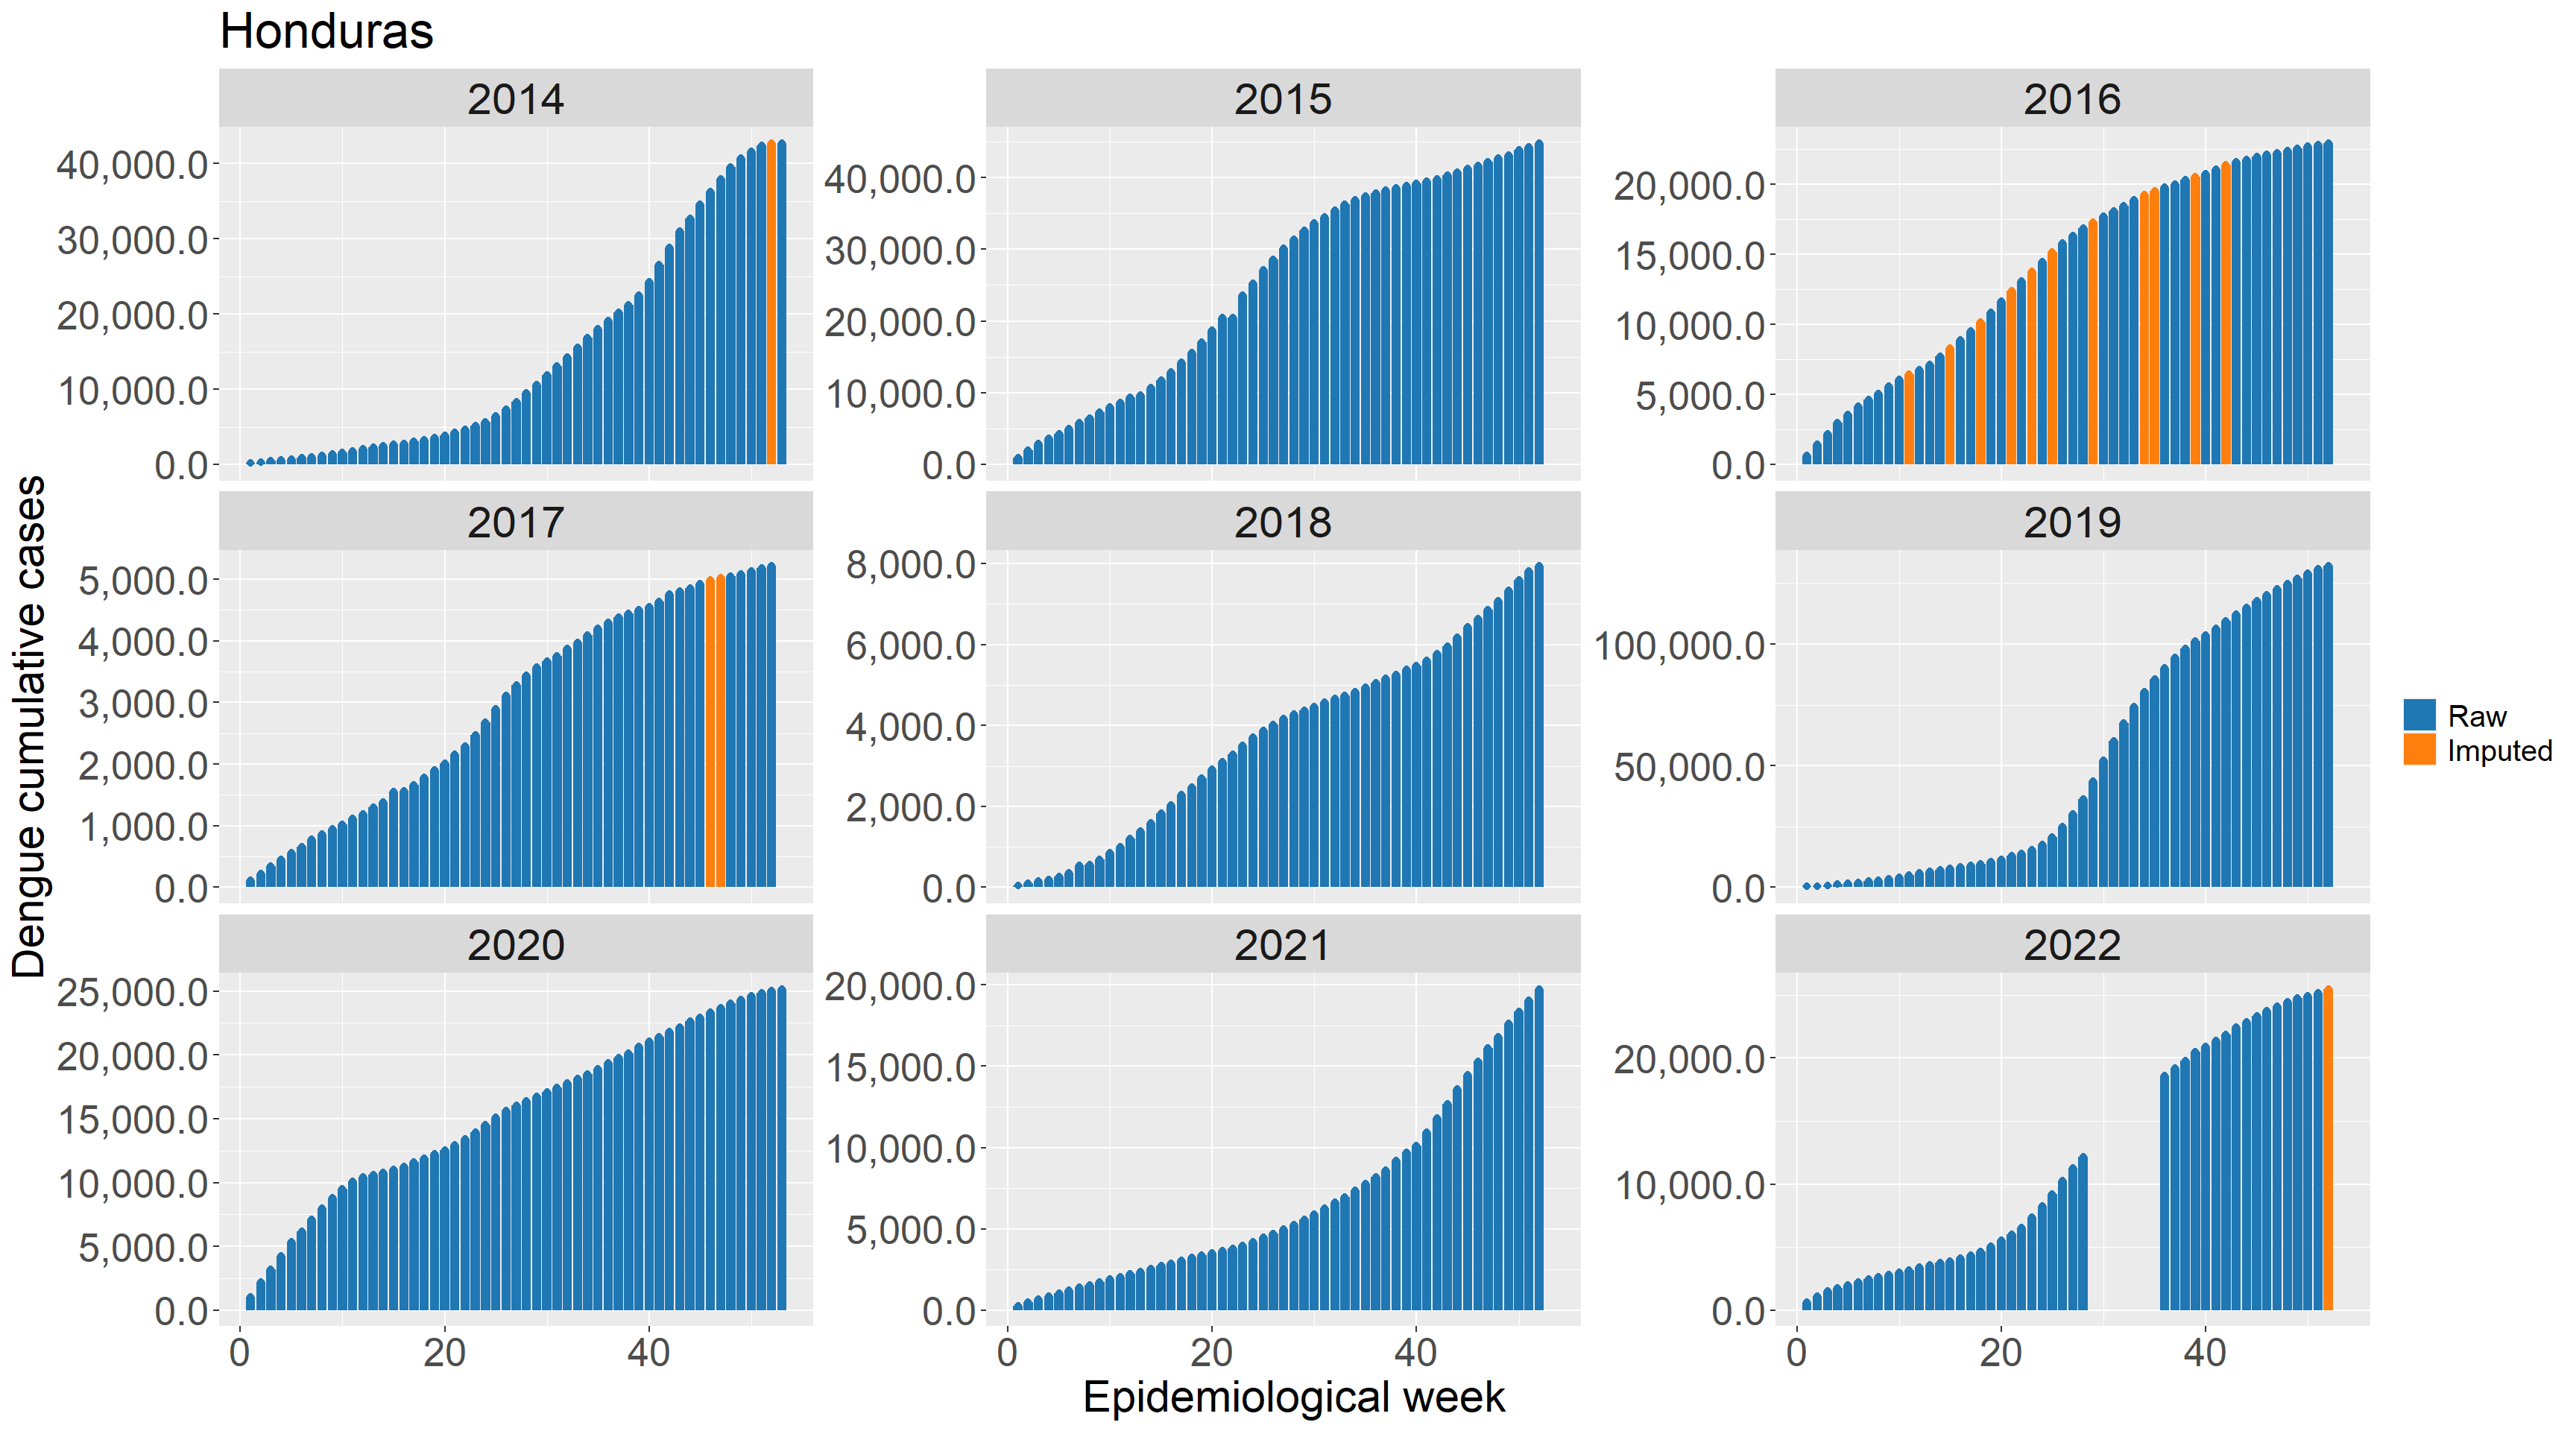 Honduras
2014 2015 2016
40,000.0 40,000.0 20,000.0
30,000.0 30,000.0 15,000.0
20,000.0 20,000.0 10,000.0
10,000.0 10,000.0 5,000.0
0.0 0.0 0.0
Dengue cumulative cases
2017 2018 2019
5,000.0 8,000.0 100,000.0
4,000.0 6,000.0 50,000.0
3,000.0 4,000.0 0.0
2,000.0 2,000.0
1,000.0 0.0
0.0
Raw
Imputed
2020 2021 2022
25,000.0 20,000.0 20,000.0
20,000.0 15,000.0 10,000.0
15,000.0 10,000.0 0.0
10,000.0 5,000.0
5,000.0 0.0
0.0
0 20 40 0 20 40 0 20 40
Epidemiological week